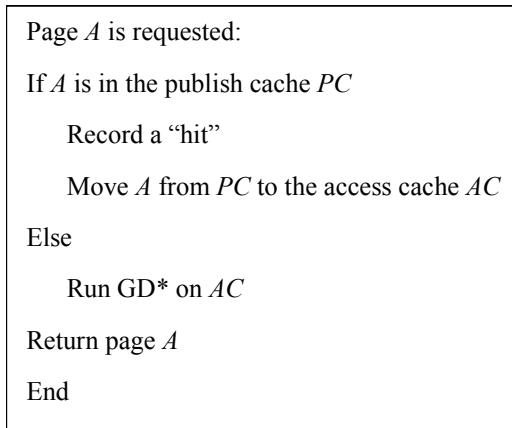 Page A is requested:
If A is in the publish cache PC
Record a “hit”
Move A from PC to the access cache AC
Else
Run GD* on AC
Return page A
End